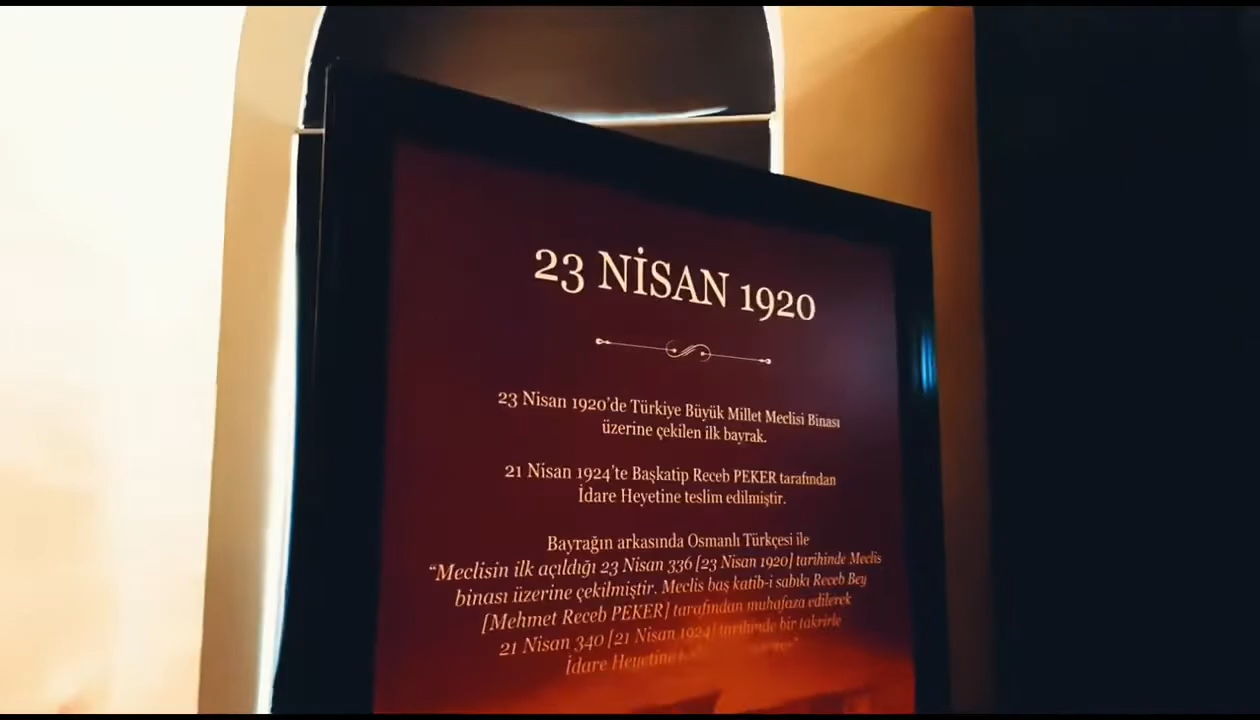 23 NİSAN 1920
23 Nisan 1920'de Türkiye Büyük Millet Meclisi Binası
üzerine çekilen ilk bayrak.
21 Nisan 1924'te Başkatip Receb PEKER tarafından
İdare Heyetine teslim edilmiştir.
Bayrağın arkasında Osmanlı Türkçesi ile
“Meclisin ilk açıldığı 23 Nisan 336 [23 Nisan 1920] tarihinde Meclis
binası üzerine çekilmiştir. Meclis baş katib-i sabıkı Receb Bey
[Mehmet Receb PEKER] tarafından muhafaza edilerek
21 Nisan 340 [21 Nisan 1924] tarihinde bir takrirle
İdare Heyetine